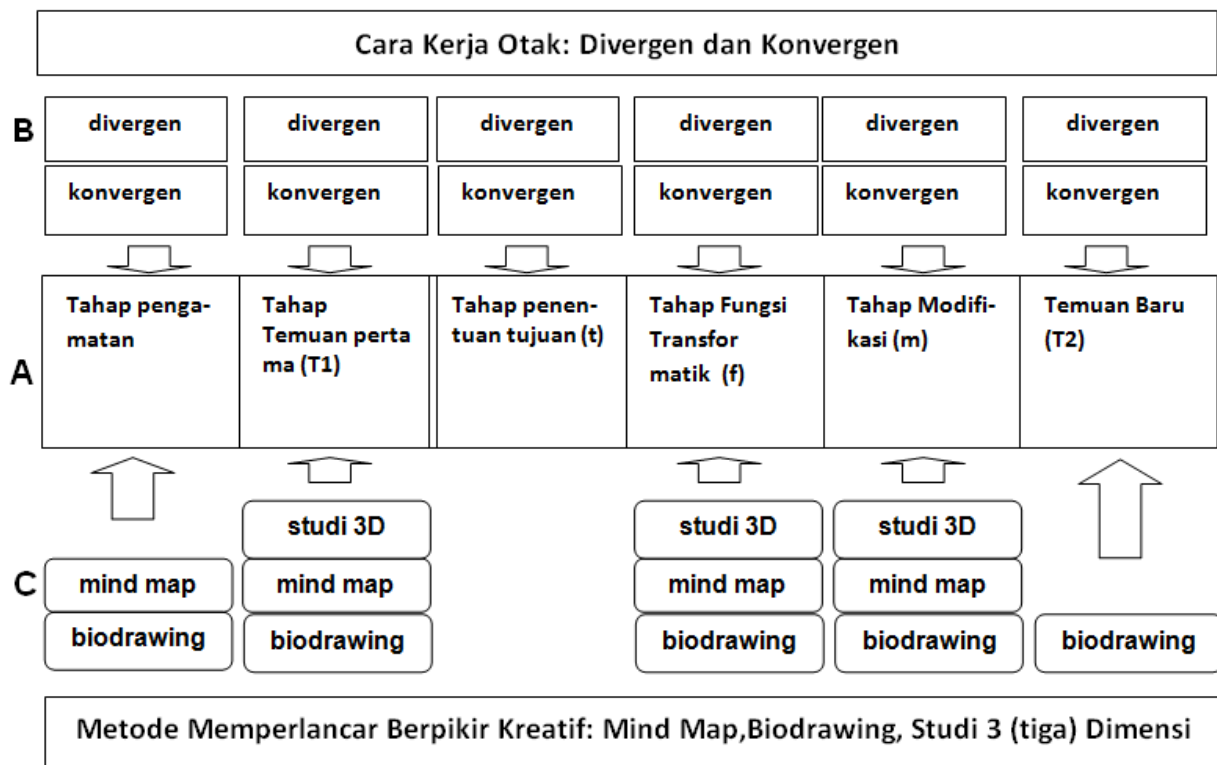 Cara Kerja Otak: Divergen dan Konvergen
B
divergen
divergen
divergen
divergen
divergen
divergen
konvergen
konvergen
konvergen
konvergen
konvergen
konvergen
A
Tahap penga-
matan
Tahap
Temuan perta
ma (T1)
Tahap penen-
tuan tujuan (t)
Tahap Fungsi
Transfor
matik (f)
Tahap Modifi-
kasi (m)
Temuan Baru
(T2)
C
mind map
biodrawing
studi 3D
mind map
biodrawing
studi 3D
mind map
biodrawing
studi 3D
mind map
biodrawing
biodrawing
Metode Memperlancar Berpikir Kreatif: Mind Map,Biodrawing, Studi 3 (tiga) Dimensi